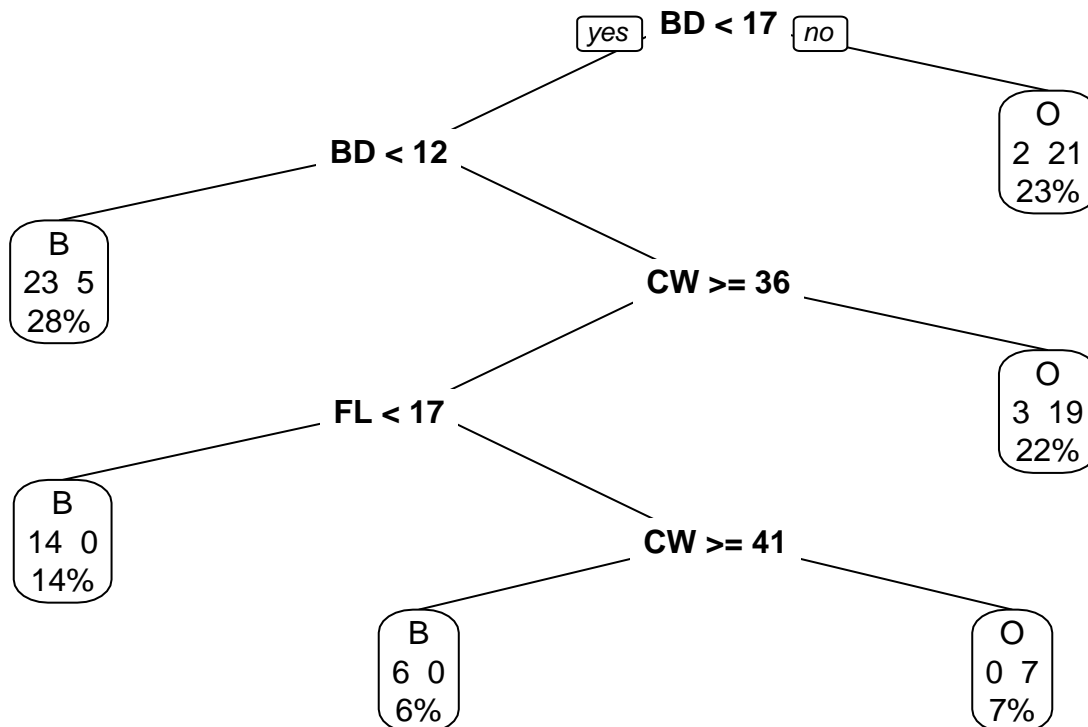 yes BD < 17 no
O
2 21
23%
BD < 12
B
23 5
28%
CW >= 36
O
3 19
22%
FL < 17
B
14 0
14%
CW >= 41
B
6 0
6%
O
0 7
7%